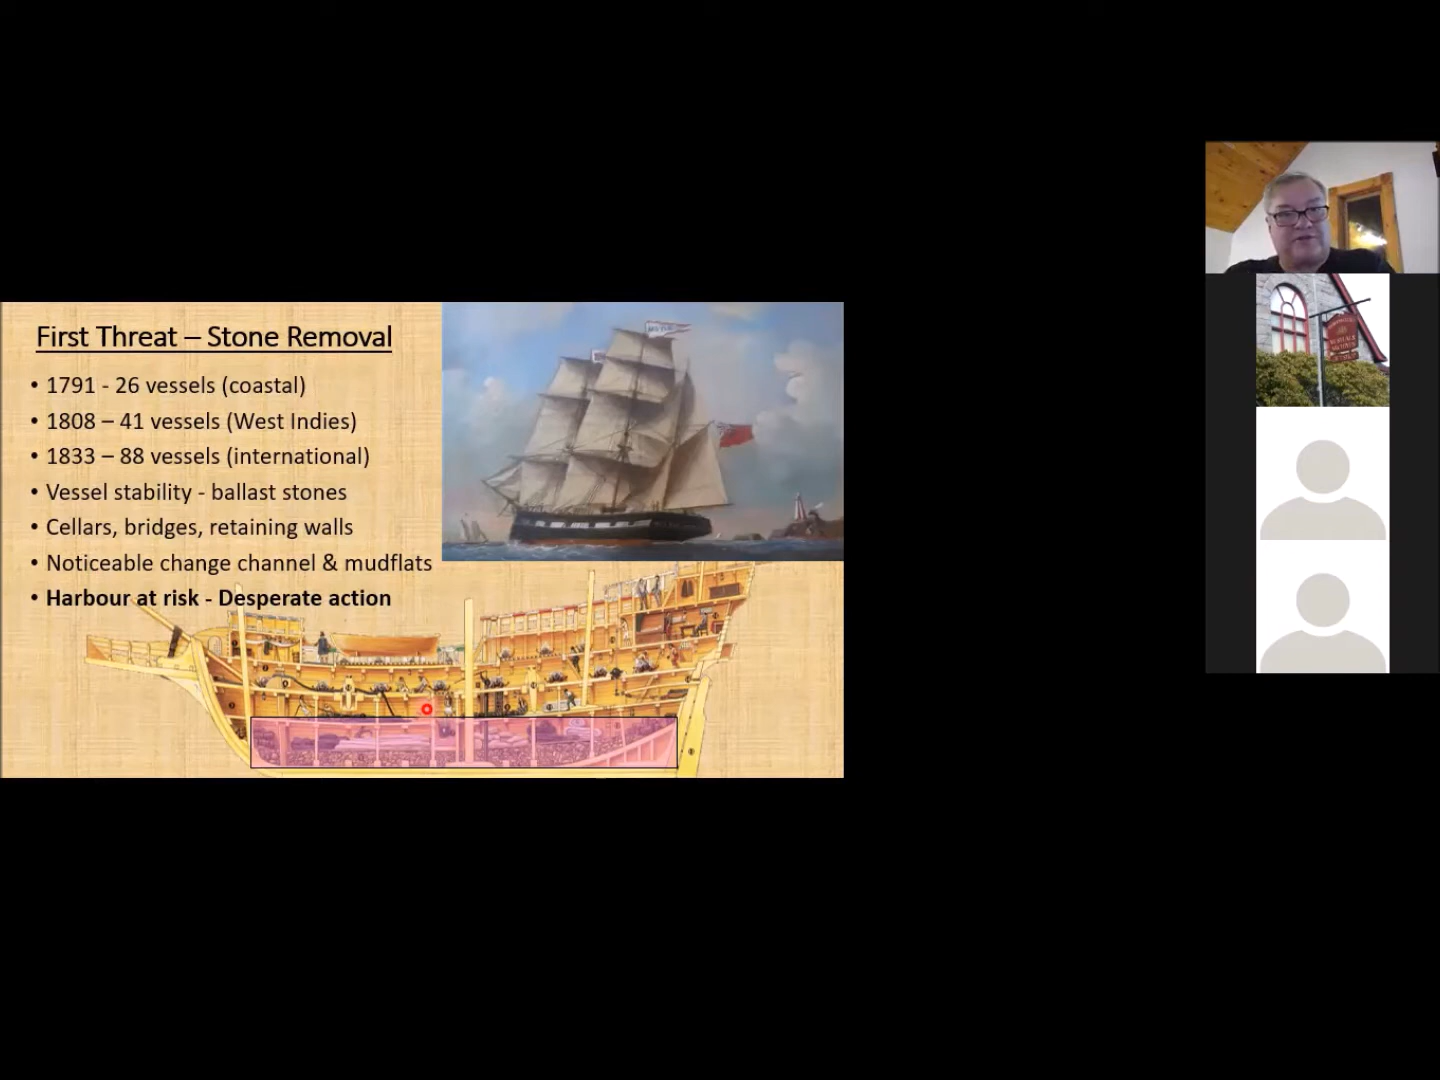 First Threat – Stone Removal
• 1791 - 26 vessels (coastal)
• 1808 – 41 vessels (West Indies)
• 1833 – 88 vessels (international)
• Vessel stability - ballast stones
• Cellars, bridges, retaining walls
• Noticeable change channel & mudflats
• Harbour at risk - Desperate action